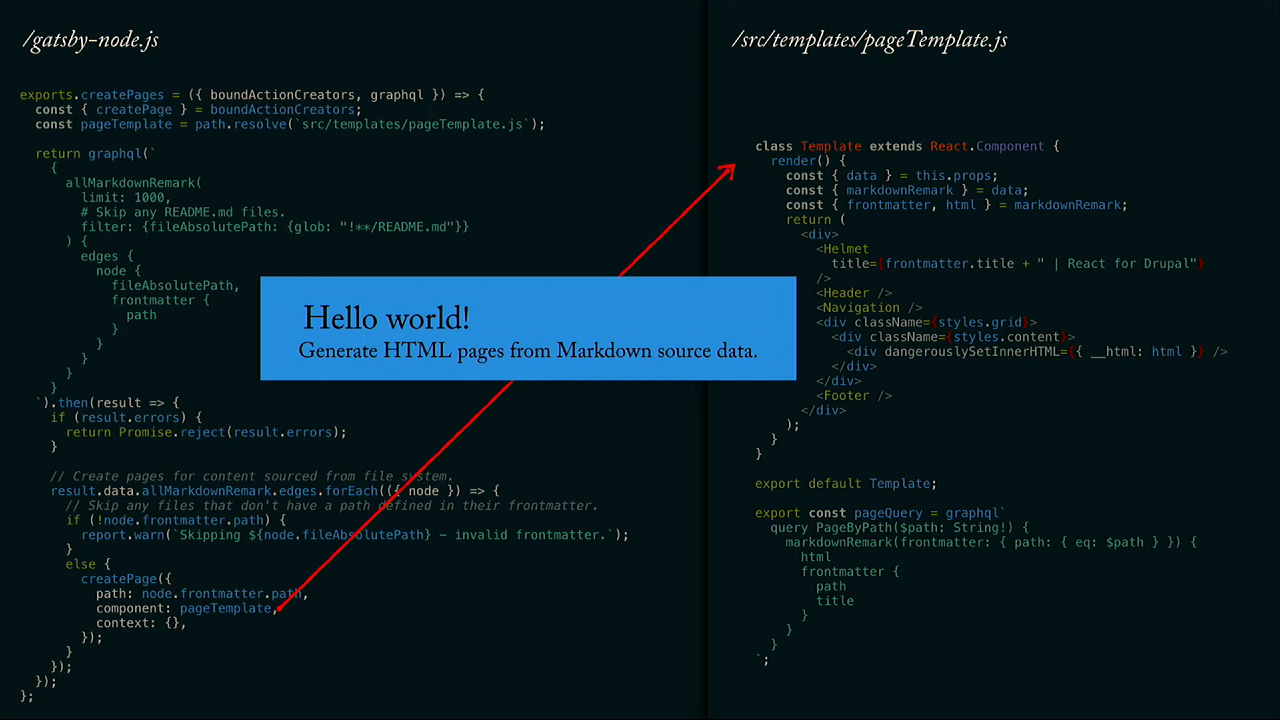 /gatsby-node.js
exports.createPages = ({ boundActionCreators, graphql }) => {
  const { createPage } = boundActionCreators;
  const pageTemplate = path.resolve(`src/templates/pageTemplate.js`);
  return graphql(`
    {
      allMarkdownRemark(
        limit: 1000,
        # Skip any README.md files.
        filter: {fileAbsolutePath: {glob: "!**/README.md"}}
      ) {
        edges {
          node {
            fileAbsolutePath,
            frontmatter {
              path
            }
          }
        }
      }
    }
  `).then(result => {
    if (result.errors) {
      return Promise.reject(result.errors);
    }
    // Create pages for content sourced from file system.
    result.data.allMarkdownRemark.edges.forEach(({ node }) => {
      // Skip any files that don't have a path defined in their frontmatter.
      if (!node.frontmatter.path) {
        report.warn(`Skipping ${node.fileAbsolutePath} - invalid frontmatter.`);
      }
      else {
        createPage({
          path: node.frontmatter.path,
          component: pageTemplate,
          context: {},
        });
      }
    });
  });
};
Hello world!
Generate HTML pages from Markdown source data.
/src/templates/pageTemplate.js
class Template extends React.Component {
  render() {
    const { data } = this.props;
    const { markdownRemark } = data;
    const { frontmatter, html } = markdownRemark;
    return (
      <div>
        <Helmet
          title={frontmatter.title + " | React for Drupal"}
        />
        <Header />
        <Navigation />
        <div className={styles.grid}>
          <div className={styles.content}>
            <div dangerouslySetInnerHTML={{ __html: html }} />
          </div>
        </div>
        <Footer />
      </div>
    );
  }
}
export default Template;
export const pageQuery = graphql`
  query PageByPath($path: String!) {
    markdownRemark(frontmatter: { path: { eq: $path } }) {
      html
      frontmatter {
        path
        title
      }
    }
  }
`;